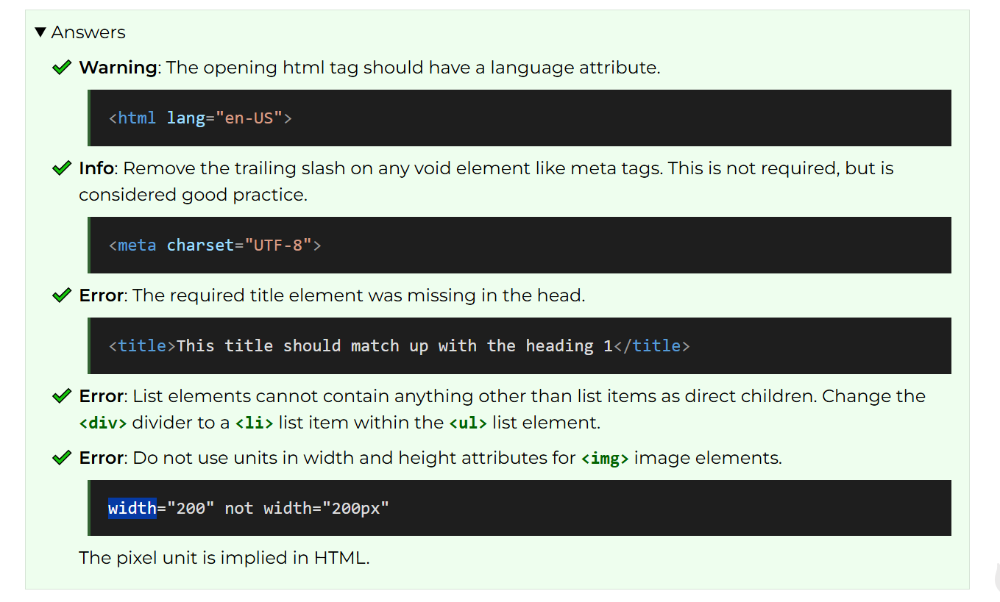 ▼ Answers
Warning: The opening html tag should have a language attribute.
<html lang="en-US">
Info: Remove the trailing slash on any void element like meta tags. This is not required, but is
considered good practice.
<meta charset="UTF-8">
Error: The required title element was missing in the head.
<title>This title should match up with the heading 1</title>
Error: List elements cannot contain anything other than list items as direct children. Change the
<div> divider to a <li> list item within the <ul> list element.
Error: Do not use units in width and height attributes for <img> image elements.
width="200" not width="200px"
The pixel unit is implied in HTML.